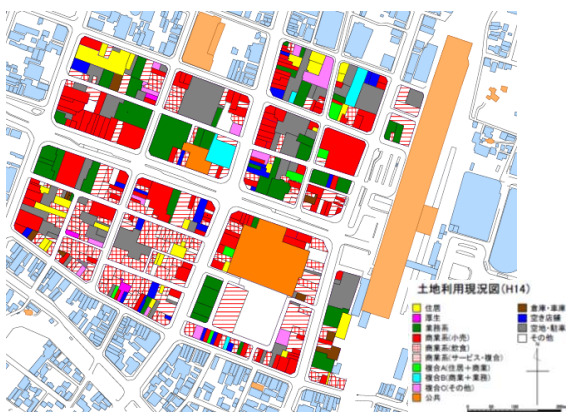 土地利用現況図(H14)
住居
厚生
業務系
商業系(小売)
商業系(飲食)
商業系(サービス・複合)
複合A(住居+商業)
複合B(商業+業務)
複合C(その他)
公共
倉庫・車庫
空き店舗
空地・駐車
その他